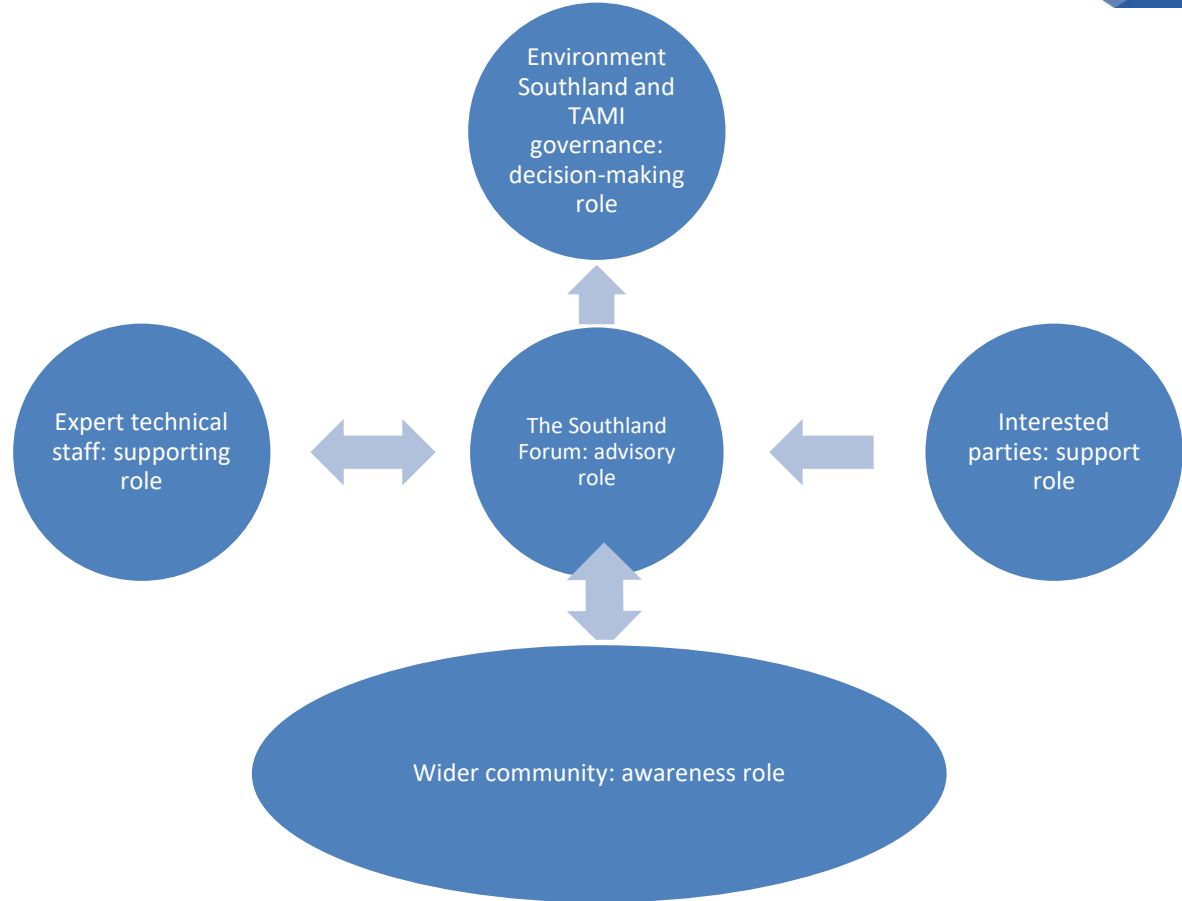 Environment
Southland and
TAMI
governance:
decision-making
role
Expert technical
staff: supporting
role
The Southland
Forum: advisory
role
Interested
parties: support
role
Wider community: awareness role